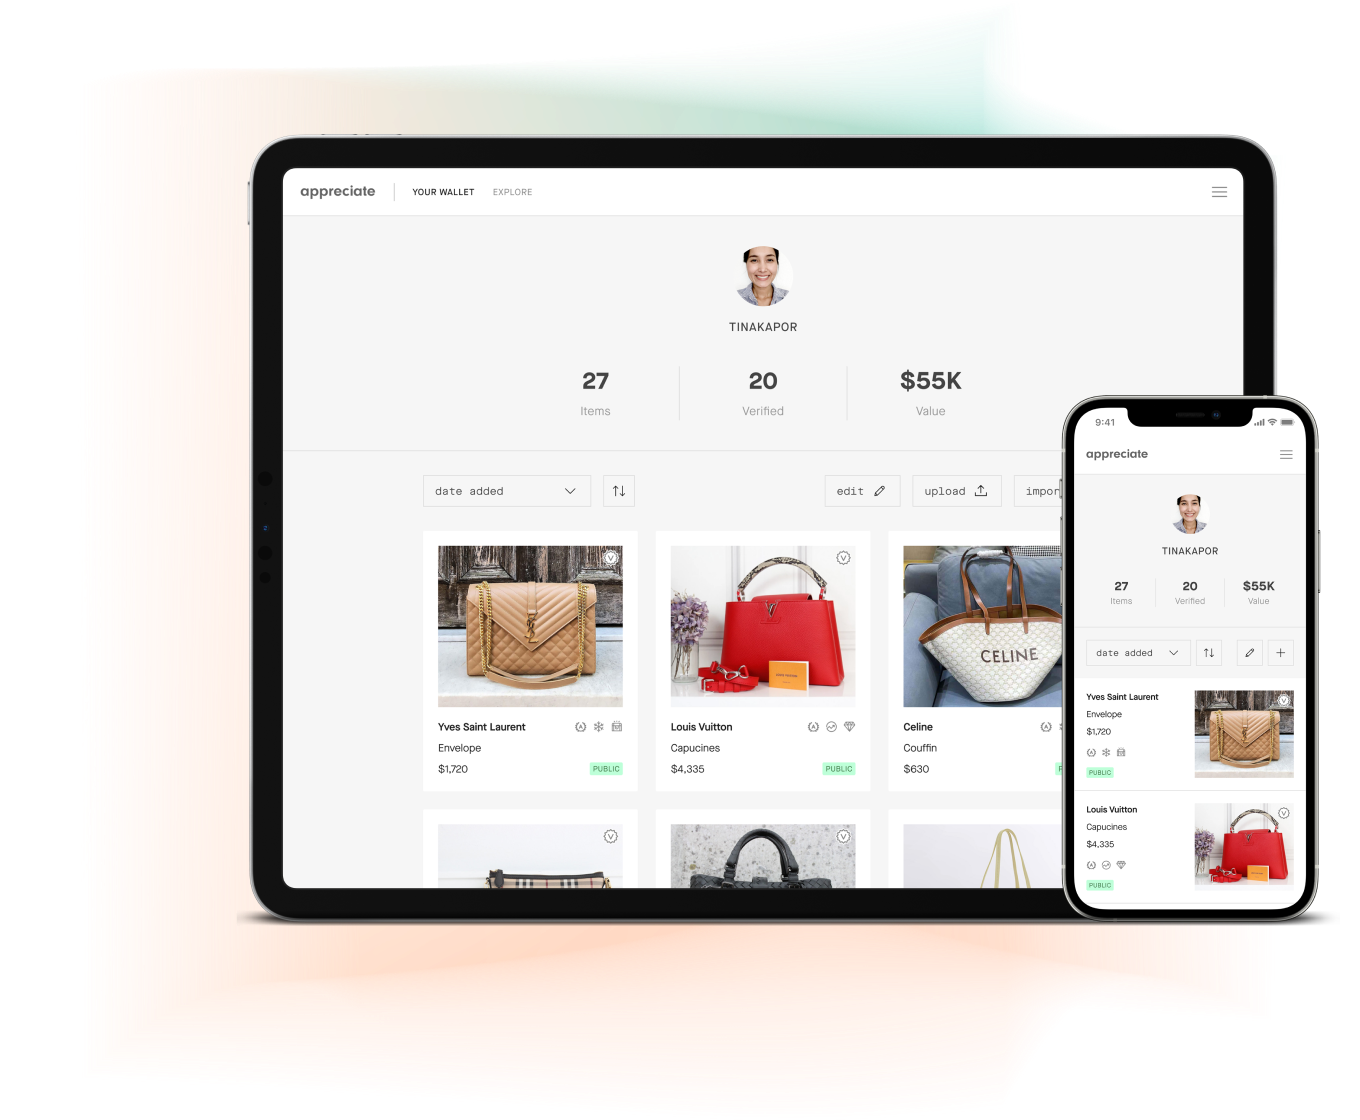 appreciate YOUR WALLET EXPLORE
TINAKAPOR
27 20 $55K
Items Verified Value
date added edit upload impor
CELINE
Yves Saint Laurent
Envelope
$1,720 PUBLIC
Louis Vuitton
Capucines
$4,335 PUBLIC
Celine
Couffin
$630
V
V
V
V
9:41
appreciate
TINAKAPOR
27 20 $55K
Items Verified Value
date added
Yves Saint Laurent
Envelope
$1,720
PUBLIC
V
Louis Vuitton
Capucines
$4,335
PUBLIC
V